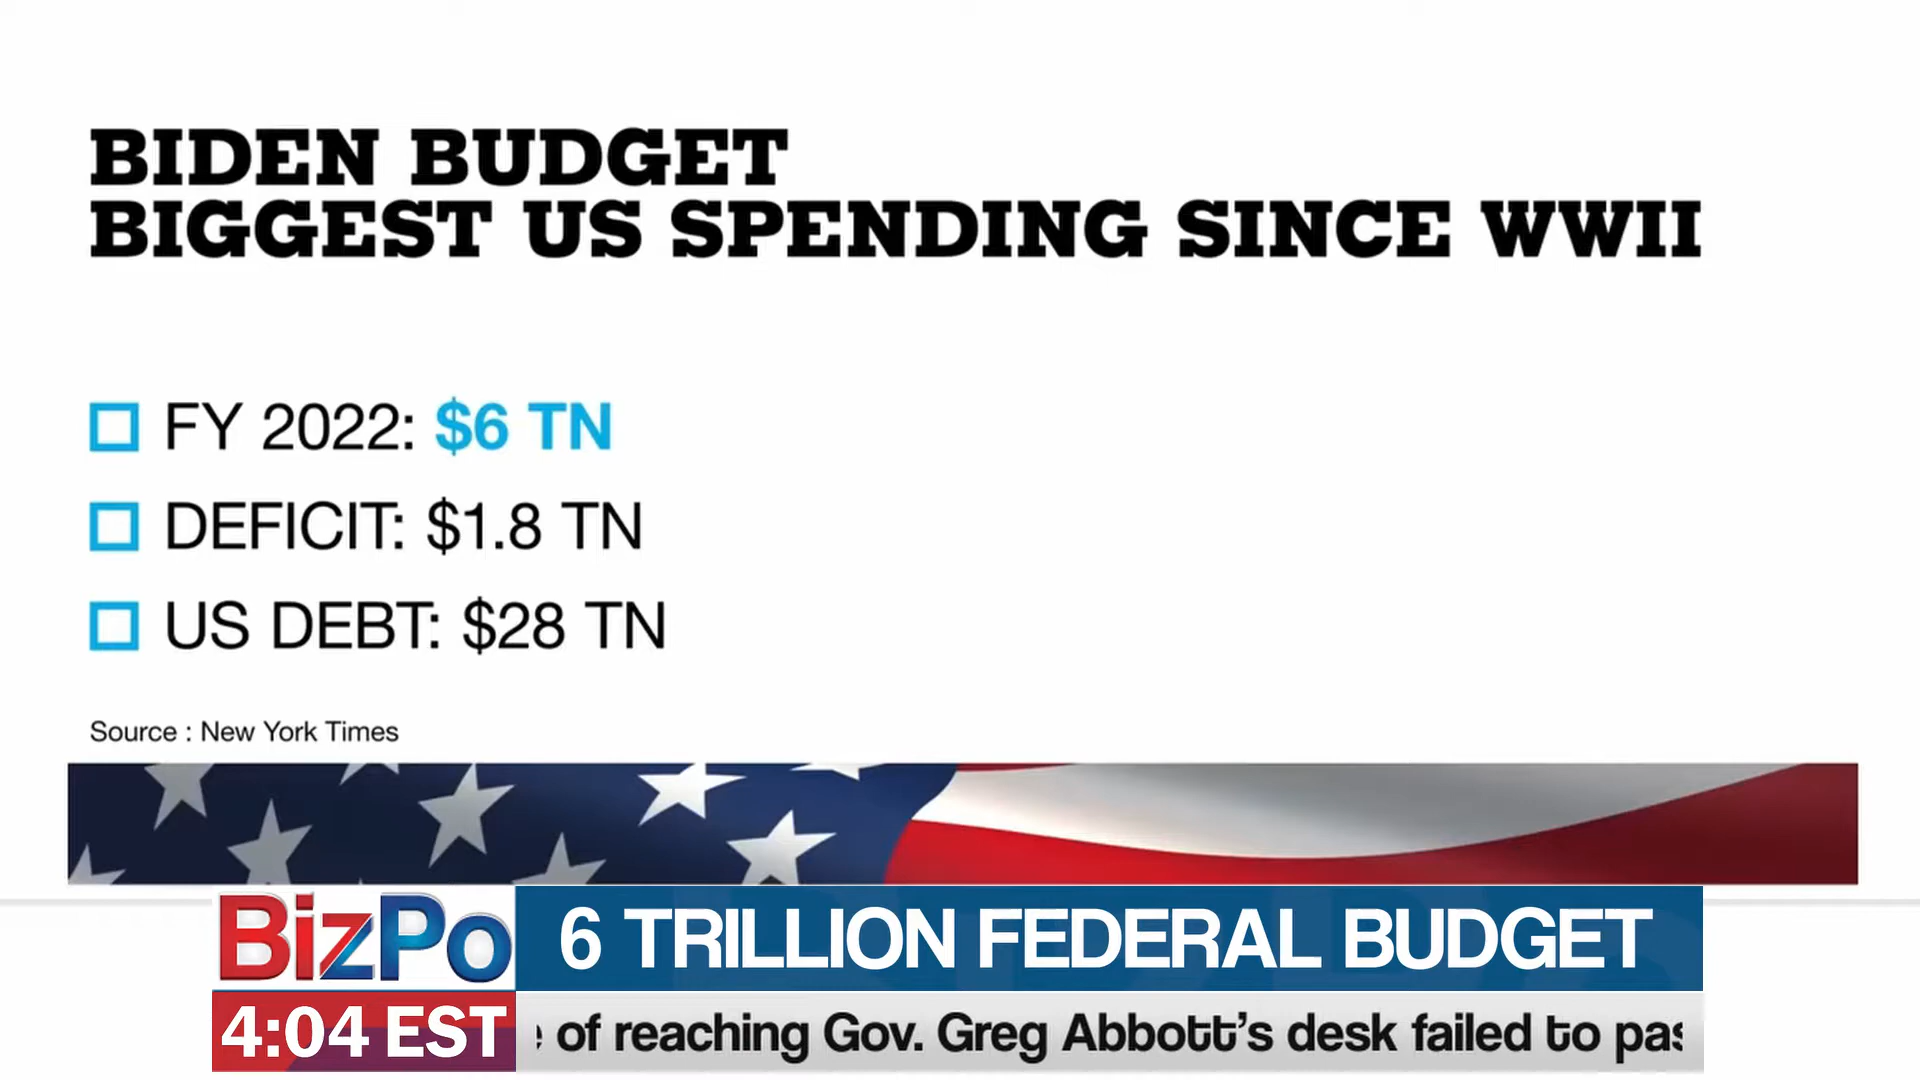 BIDEN BUDGET
BIGGEST US SPENDING SINCE WWII
FY 2022: $6 TN
DEFICIT: $1.8 TN
US DEBT: $28 TN
Source : New York Times
BizPo
6 TRILLION FEDERAL BUDGET
4:04 EST
of reaching Gov. Greg Abbott's desk failed to